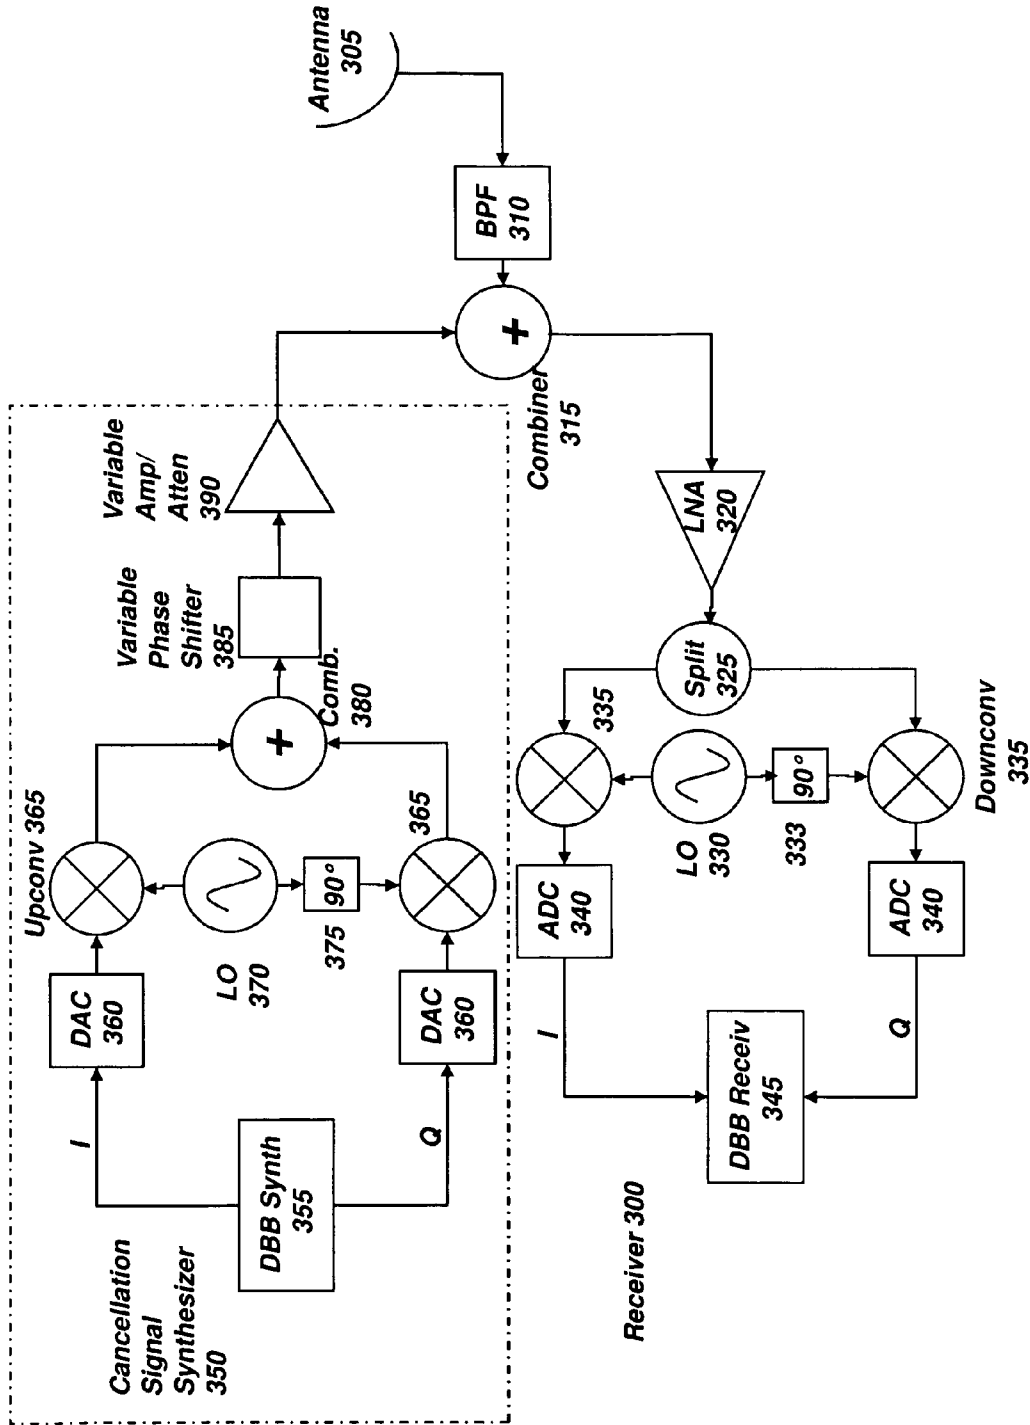 Cancellation
Signal
Synthesizer
350
DBB Synth
355
I
Q
DAC
360
DAC
360
Upconv 365
365
LO
370
90°
375
+
Comb.
380
Variable
Phase
Shifter
385
Variable
Amp/
Atten
390
Antenna
305
BPF
310
+
Combiner
315
LNA
320
Split
325
335
LO
330
90°
333
Downconv
335
ADC
340
ADC
340
I
Q
DBB Receiv
345
Receiver 300